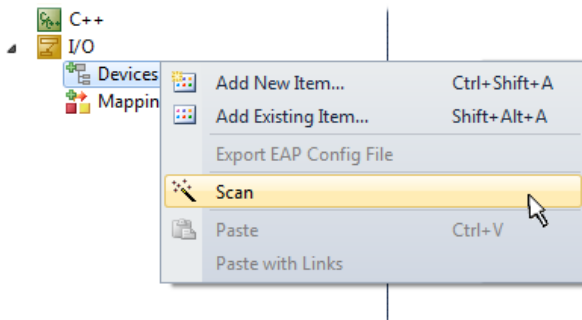 C++
I/O
Devices
Mappin
Add New Item... Ctrl+Shift+A
Add Existing Item... Shift+Alt+A
Export EAP Config File
Scan
Paste Ctrl+V
Paste with Links